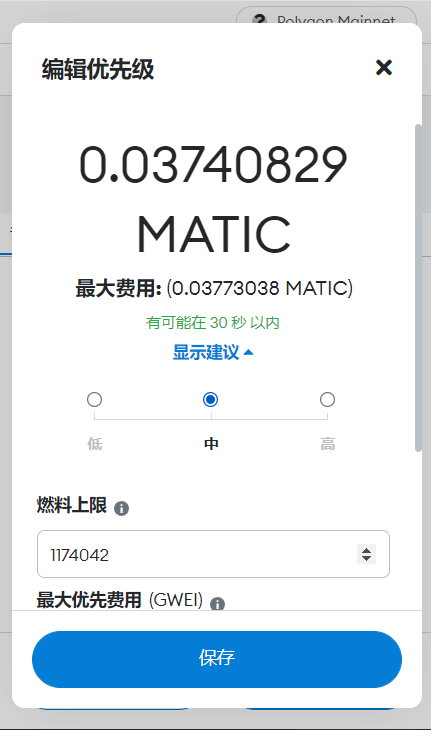 Polygon Mainnet
编辑优先级
0.03740829
MATIC
最大费用: (0.03773038 MATIC)
有可能在 30 秒 以内
显示建议
低 中 高
燃料上限
1174042
最大优先费用 (GWEI)
保存